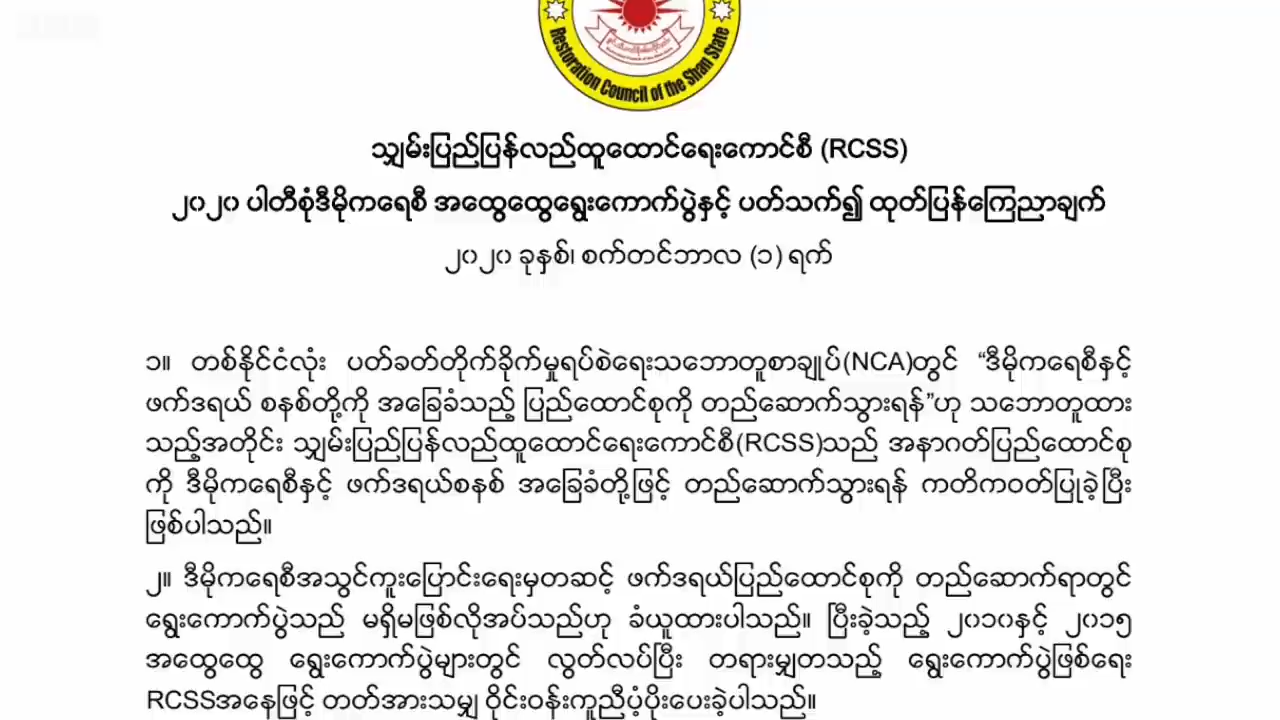 Restoration Council of the Shan State
သျှမ်းပြည်ပြန်လည်ထူထောင်ရေးကောင်စီ (RCSS)
၂၀၂၀ ပါတီစုံဒီမိုကရေစီ အထွေထွေရွေးကောက်ပွဲနှင့် ပတ်သက်၍ ထုတ်ပြန်ကြေညာချက်
၂၀၂၀ ခုနှစ်၊ စက်တင်ဘာလ (၁) ရက်
၁။ တစ်နိုင်ငံလုံး ပတ်ခတ်တိုက်ခိုက်မှုရပ်စဲရေးသဘောတူစာချုပ်(NCA)တွင် “ဒီမိုကရေစီနှင့်
ဖက်ဒရယ် စနစ်တို့ကို အခြေခံသည့် ပြည်ထောင်စုကို တည်ဆောက်သွားရန်”ဟု သဘောတူထား
သည့်အတိုင်း သျှမ်းပြည်ပြန်လည်ထူထောင်ရေးကောင်စီ(RCSS)သည် အနာဂတ်ပြည်ထောင်စု
ကို ဒီမိုကရေစီနှင့် ဖက်ဒရယ်စနစ် အခြေခံတို့ဖြင့် တည်ဆောက်သွားရန် ကတိကဝတ်ပြုခဲ့ပြီး
ဖြစ်ပါသည်။
၂။ ဒီမိုကရေစီအသွင်ကူးပြောင်းရေးမှတဆင့် ဖက်ဒရယ်ပြည်ထောင်စုကို တည်ဆောက်ရာတွင်
ရွေးကောက်ပွဲသည် မရှိမဖြစ်လိုအပ်သည်ဟု ခံယူထားပါသည်။ ပြီးခဲ့သည့် ၂၀၁၀နှင့် ၂၀၁၅
အထွေထွေ ရွေးကောက်ပွဲများတွင် လွတ်လပ်ပြီး တရားမျှတသည့် ရွေးကောက်ပွဲဖြစ်ရေး
RCSSအနေဖြင့် တတ်အားသမျှ ဝိုင်းဝန်းကူညီပံ့ပိုးပေးခဲ့ပါသည်။